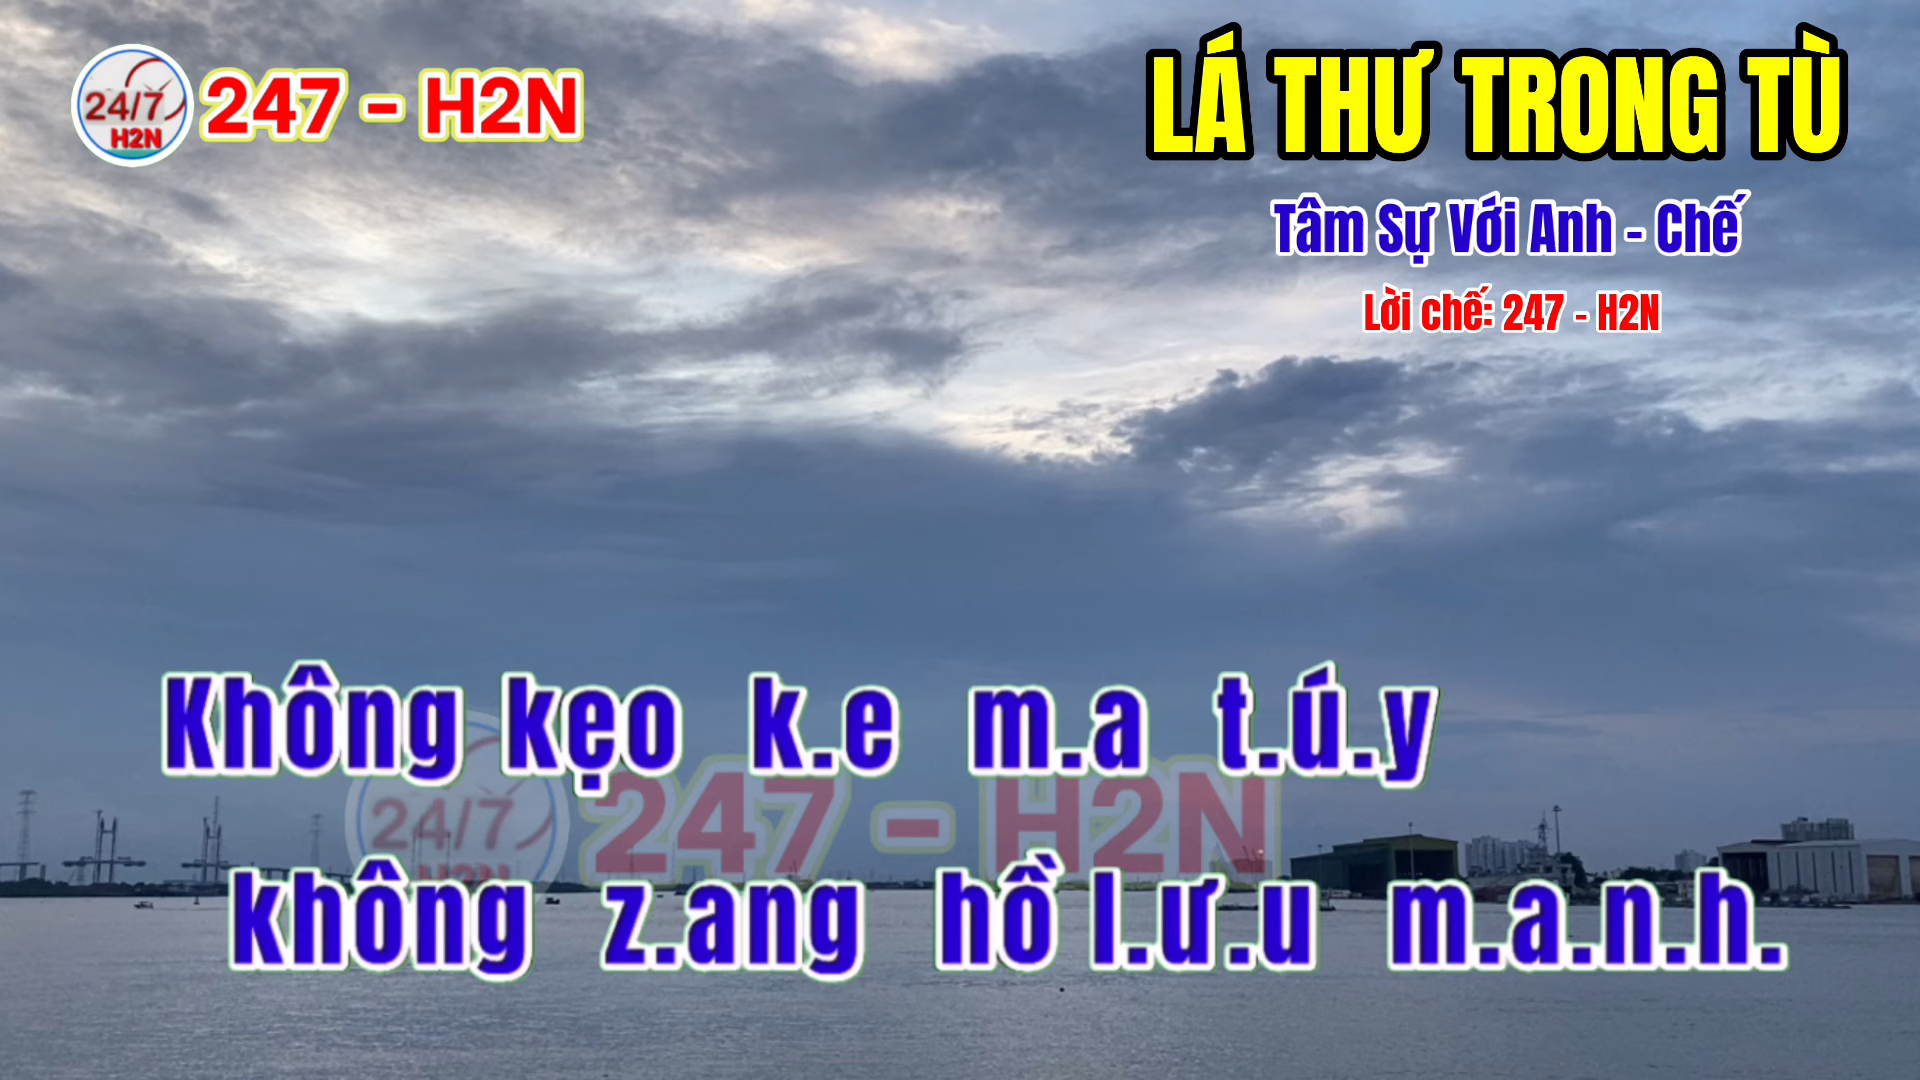 24/7
H2N
247 - H2N
LÁ THƯ TRONG TÙ
Tâm Sự Với Anh - Chế
Lời chế: 247 - H2N
Không kẹo k.e m.a t.ú.y
24/7
H2N
247 - H2N
không z.ang hồ l.ư.u m.a.n.h.